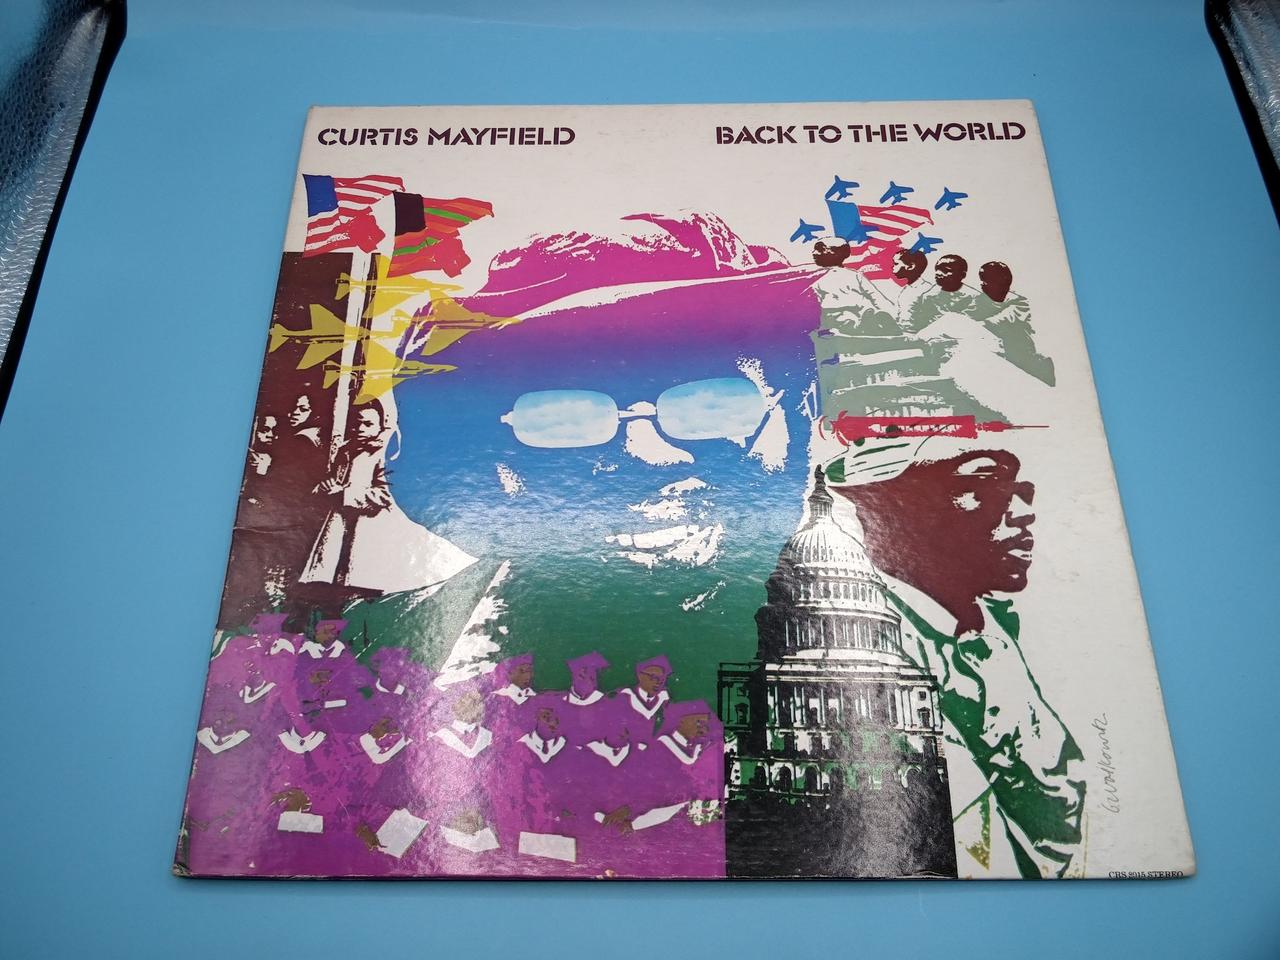 CURTIS MAYFIELD
BACK TO THE WORLD
CRS 8015 STEREO